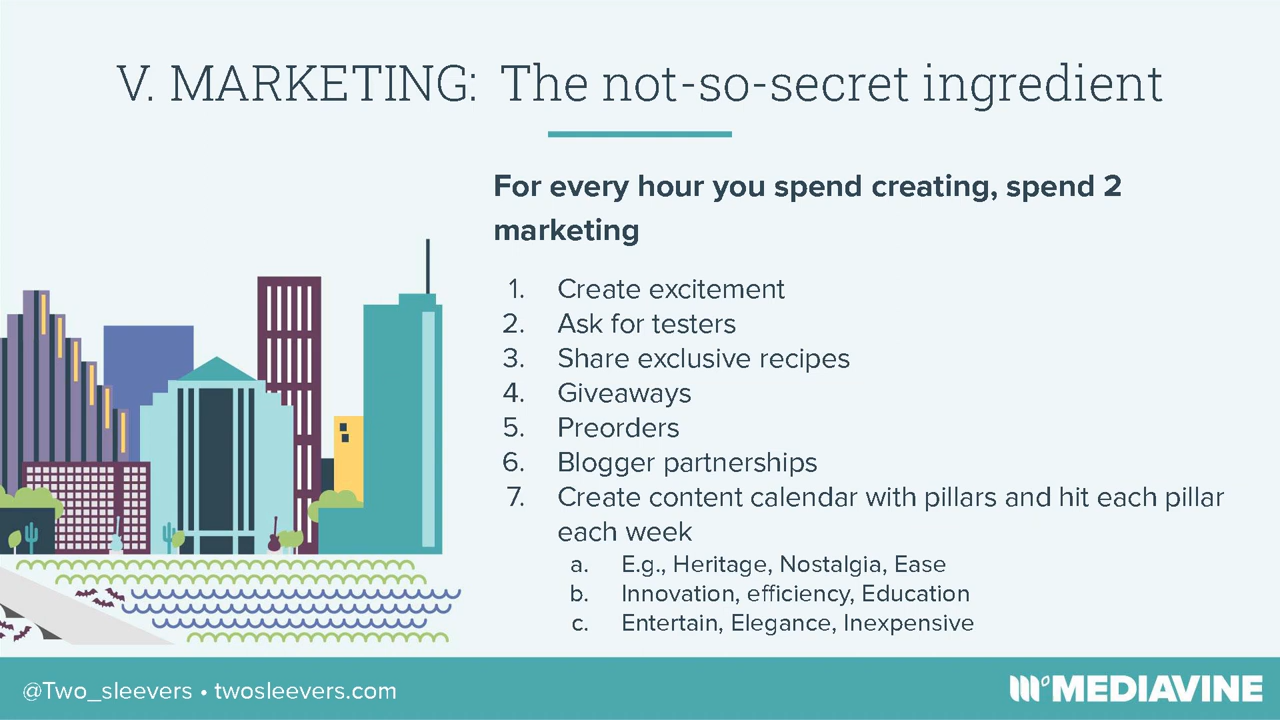 V. MARKETING: The not-so-secret ingredient
For every hour you spend creating, spend 2
marketing
1. Create excitement
2. Ask for testers
3. Share exclusive recipes
4. Giveaways
5. Preorders
6. Blogger partnerships
7. Create content calendar with pillars and hit each pillar
each week
a. E.g., Heritage, Nostalgia, Ease
b. Innovation, efficiency, Education
c. Entertain, Elegance, Inexpensive
@Two_sleevers • twosleevers.com
MEDIAVINE